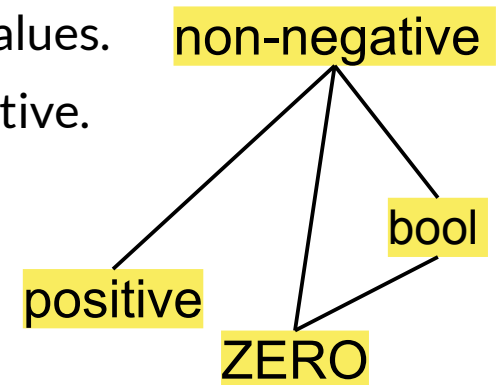 alues.
non-negative
tive.
bool
positive
ZERO